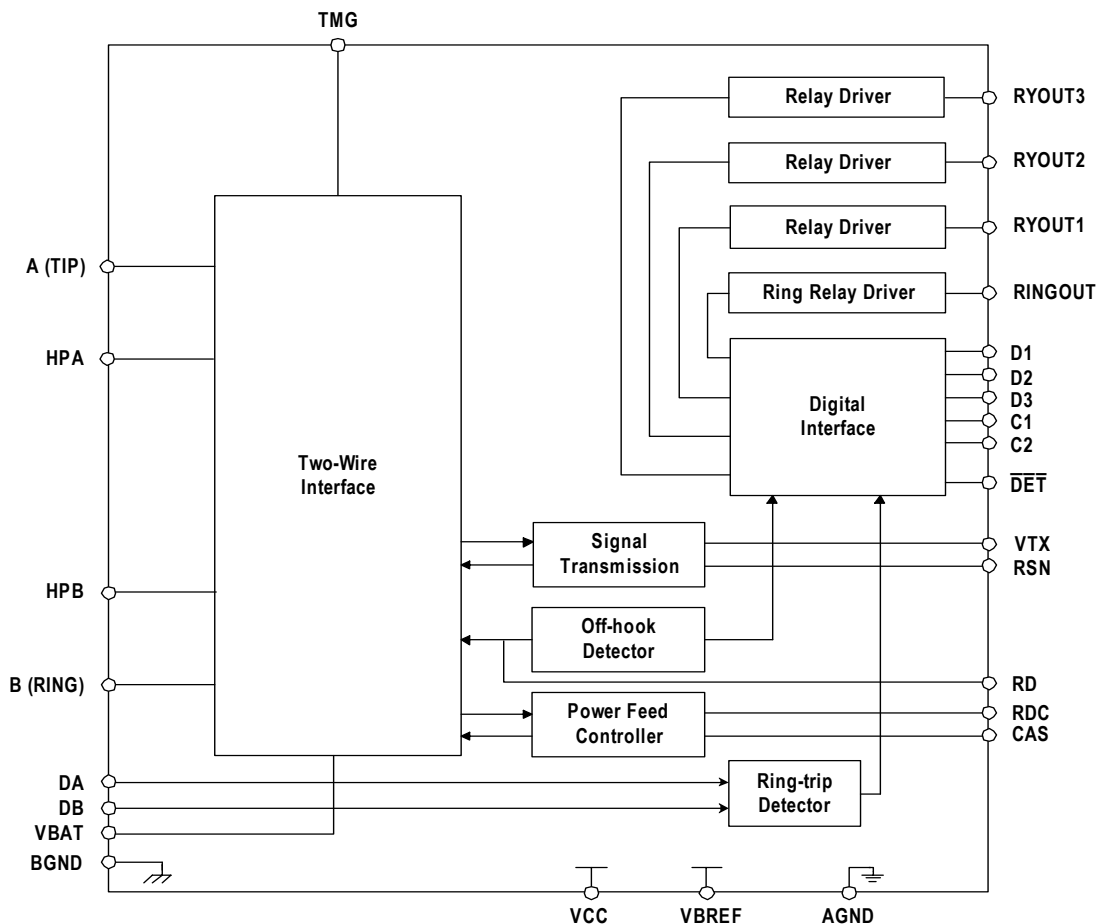 TMG
Relay Driver
RYOUT3
Relay Driver
RYOUT2
Relay Driver
RYOUT1
A (TIP)
Ring Relay Driver
RINGOUT
HPA
D1
D2
D3
C1
C2
DET
Digital
Interface
Two-Wire
Interface
Signal
Transmission
VTX
RSN
HPB
Off-hook
Detector
B (RING)
RD
Power Feed
Controller
RDC
CAS
DA
DB
Ring-trip
Detector
VBAT
BGND
VCC
VBREF
AGND